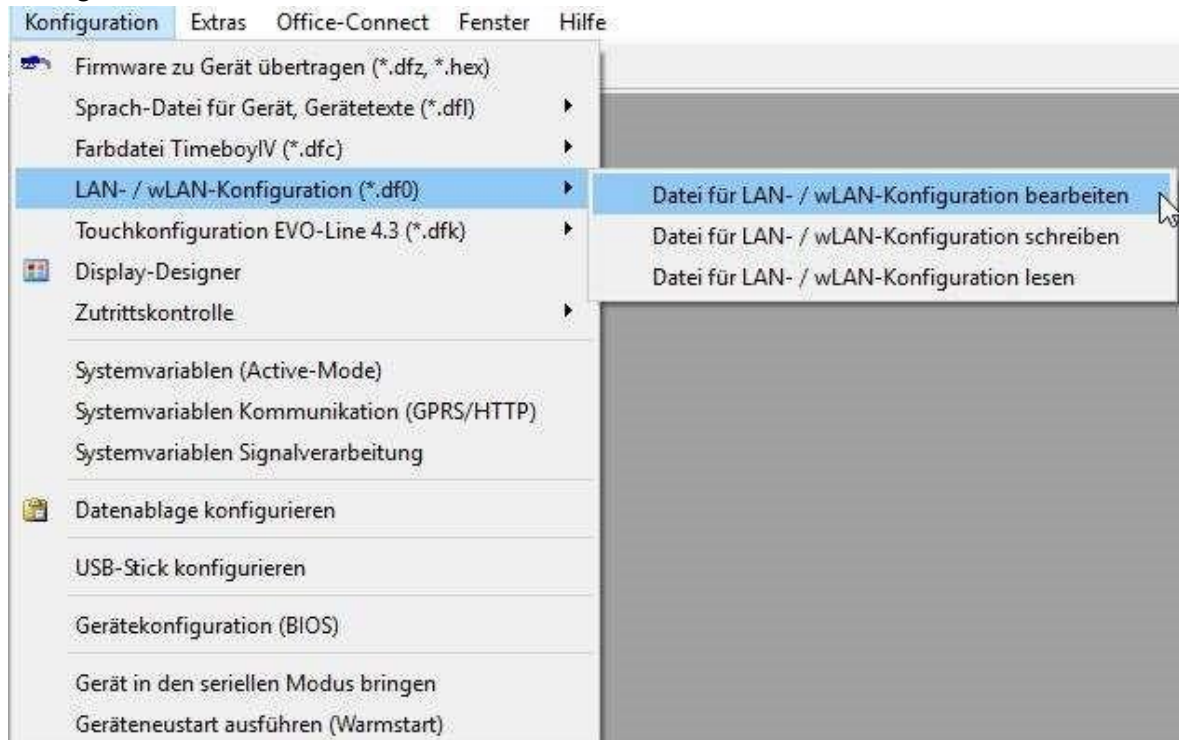 Konfiguration Extras Office-Connect Fenster Hilfe
Firmware zu Gerät übertragen (*.dfz, *.hex)
Sprach-Datei für Gerät, Gerätetexte (*.dfl)
Farbdatei TimeboyIV (*.dfc)
LAN- / wLAN-Konfiguration (*.df0)
Datei für LAN- / wLAN-Konfiguration bearbeiten
Datei für LAN- / wLAN-Konfiguration schreiben
Datei für LAN- / wLAN-Konfiguration lesen
Touchkonfiguration EVO-Line 4.3 (*.dfk)
Display-Designer
Zutrittskontrolle
Systemvariablen (Active-Mode)
Systemvariablen Kommunikation (GPRS/HTTP)
Systemvariablen Signalverarbeitung
Datenablage konfigurieren
USB-Stick konfigurieren
Gerätekonfiguration (BIOS)
Gerät in den seriellen Modus bringen
Geräteneustart ausführen (Warmstart)